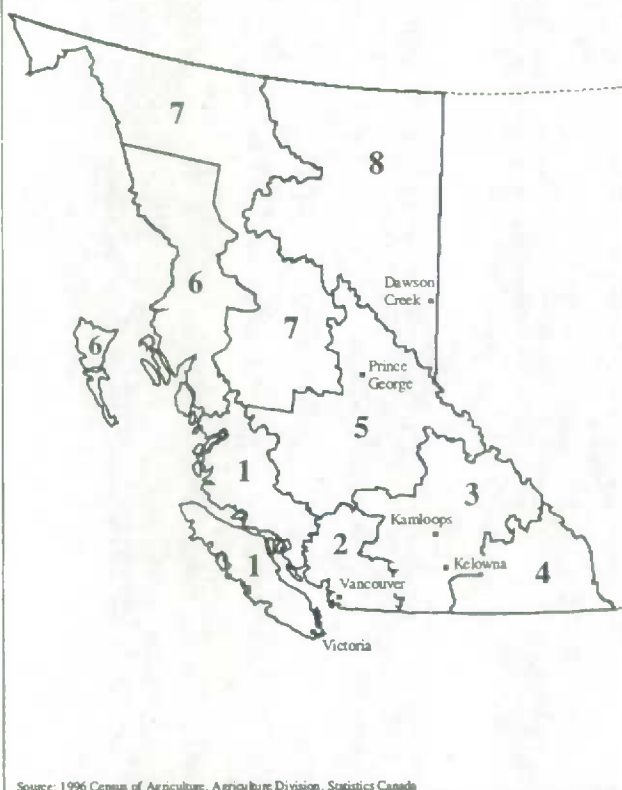 7
8
6
Dawson
Creek
7
6
Prince
George
5
1
3
Kamloops
2
1
Kelowna
4
Vancouver
Victoria
Source: 1996 Census of Agriculture, Agriculture Division, Statistics Canada